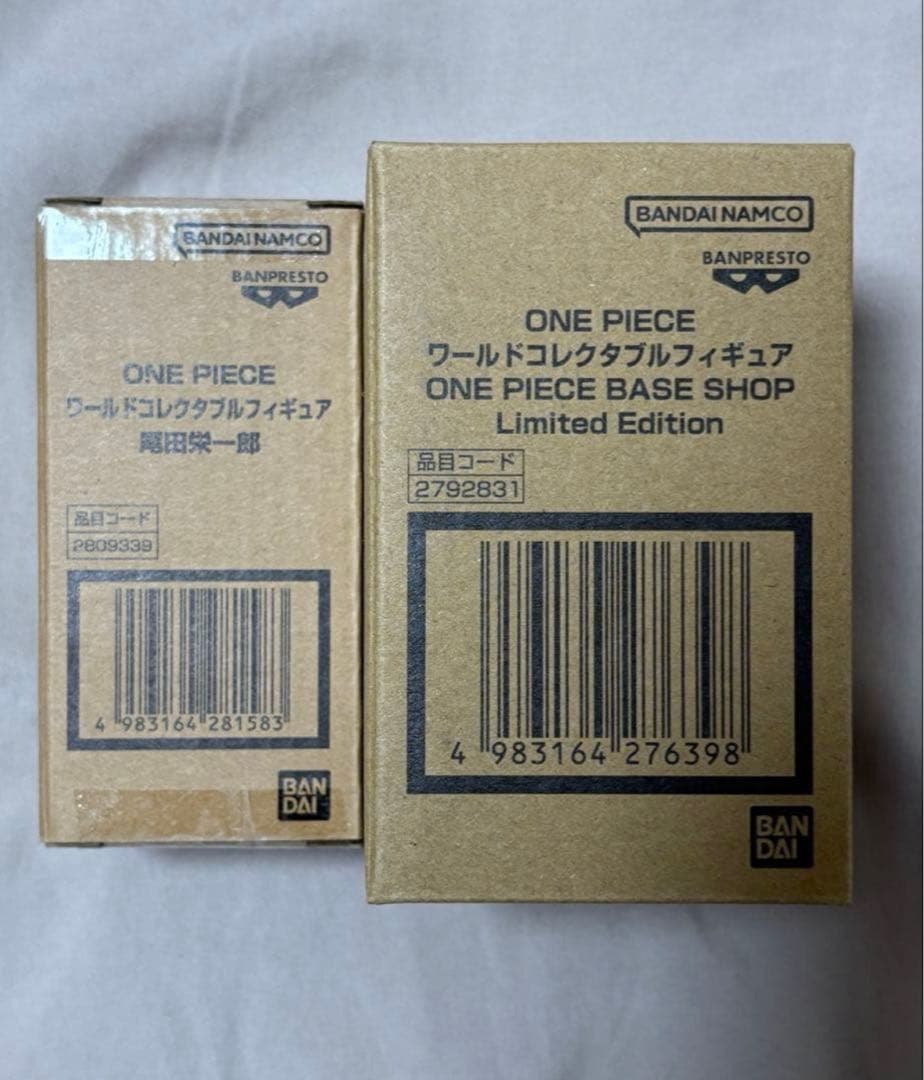 BANDAI NAMCO
BANPRESTO
ONE PIECE
ワールドコレクタブルフィギュア
尾田栄一郎
品目コード
2809339
4 983164 281583
BAN
DAI
BANDAI NAMCO
BANPRESTO
ONE PIECE
ワールドコレクタブルフィギュア
ONE PIECE BASE SHOP
Limited Edition
品目コード
2792831
4 983164 276398
BAN
DAI